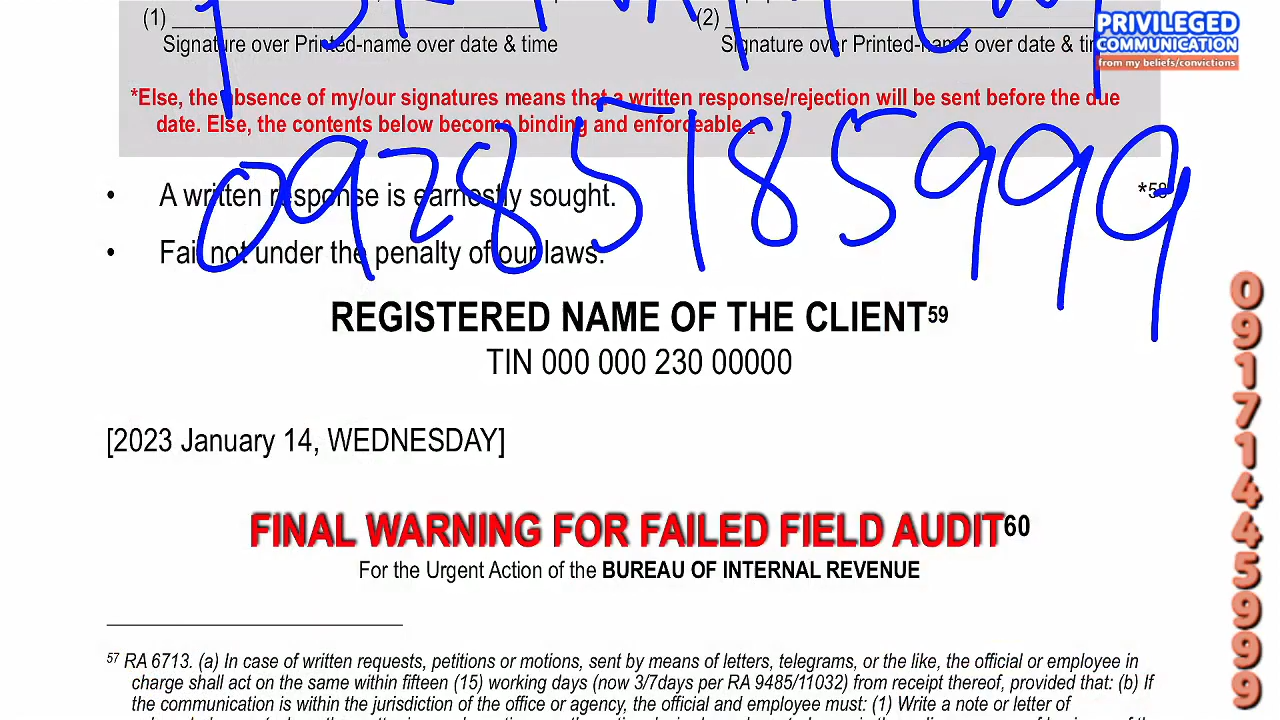 (1) (2)
Signature over Printed-name over date & time Signature over Printed-name over date & tim
PRIVILEGED
COMMUNICATION
from my beliefs/convictions
*Else, the absence of my/our signatures means that a written response/rejection will be sent before the due
date. Else, the contents below become binding and enforceable.
09285185999
• A written response is earnestly sought. *58
• Fail not under the penalty of our laws.
REGISTERED NAME OF THE CLIENT59
TIN 000 000 230 00000
[2023 January 14, WEDNESDAY]
FINAL WARNING FOR FAILED FIELD AUDIT60
For the Urgent Action of the BUREAU OF INTERNAL REVENUE
09171445999
57 RA 6713. (a) In case of written requests, petitions or motions, sent by means of letters, telegrams, or the like, the official or employee in
charge shall act on the same within fifteen (15) working days (now 3/7days per RA 9485/11032) from receipt thereof, provided that: (b) If
the communication is within the jurisdiction of the office or agency, the official and employee must: (1) Write a note or letter of